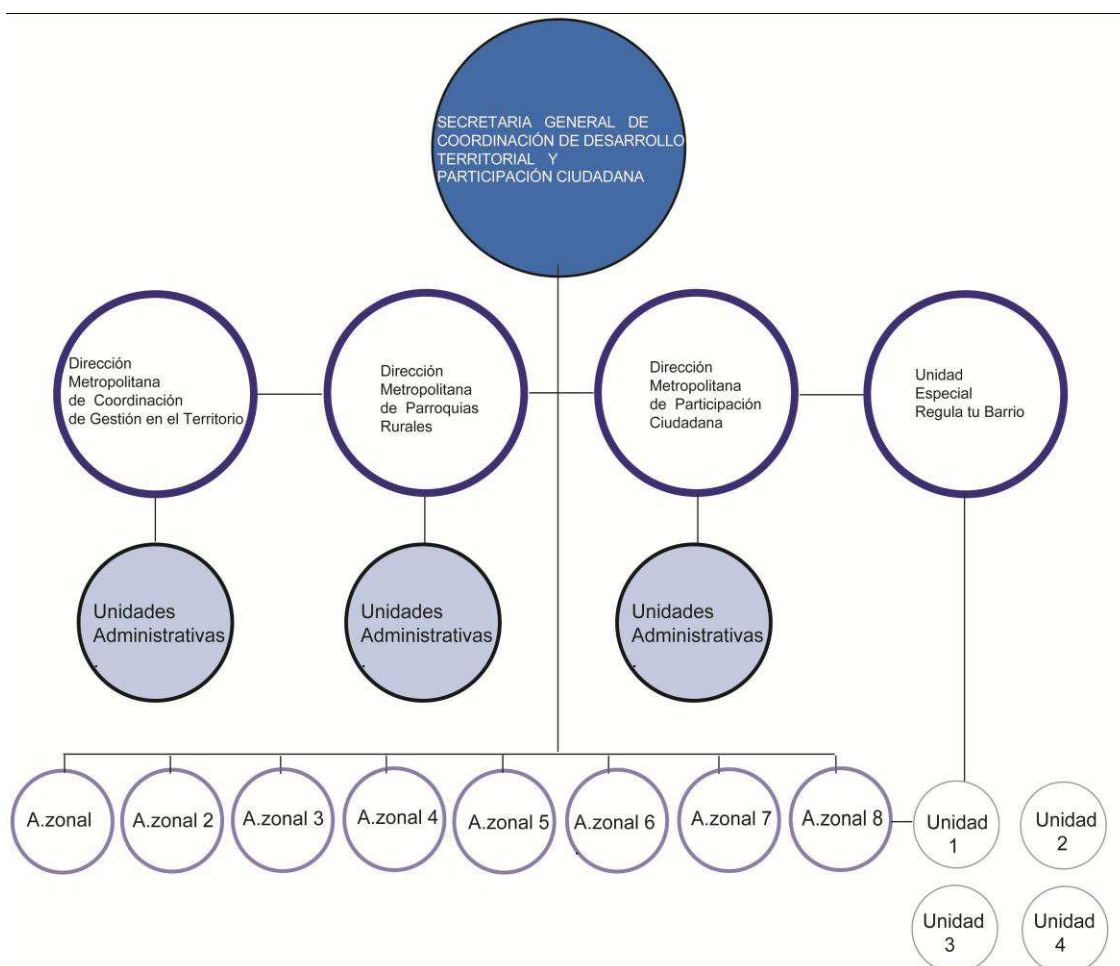 SECRETARIA GENERAL DE
COORDINACIÓN DE DESARROLLO
TERRITORIAL Y
PARTICIPACIÓN CIUDADANA
Dirección
Metropolitana
de Coordinación
de Gestión en el Territorio
Dirección
Metropolitana
de Parroquias
Rurales
Dirección
Metropolitana
de Participación
Ciudadana
Unidad
Especial
Regula tu Barrio
Unidades
Administrativas
.
Unidades
Administrativas
.
Unidades
Administrativas
.
A.zonal
A.zonal 2
A.zonal 3
A.zonal 4
A.zonal 5
A.zonal 6
.
A.zonal 7
A.zonal 8
Unidad
1
Unidad
2
Unidad
3
Unidad
4